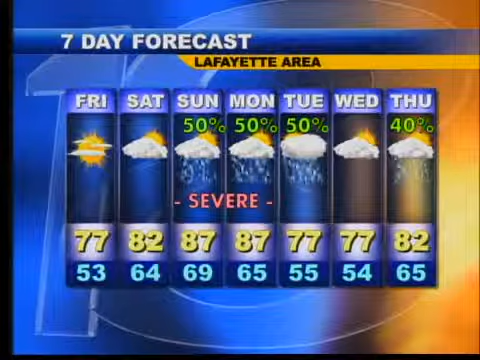 7 DAY FORECAST
LAFAYETTE AREA
FRI SAT SUN MON TUE WED THU
50% 50% 50% 40%
- SEVERE -
77 82 87 87 77 77 82
53 64 69 65 55 54 65